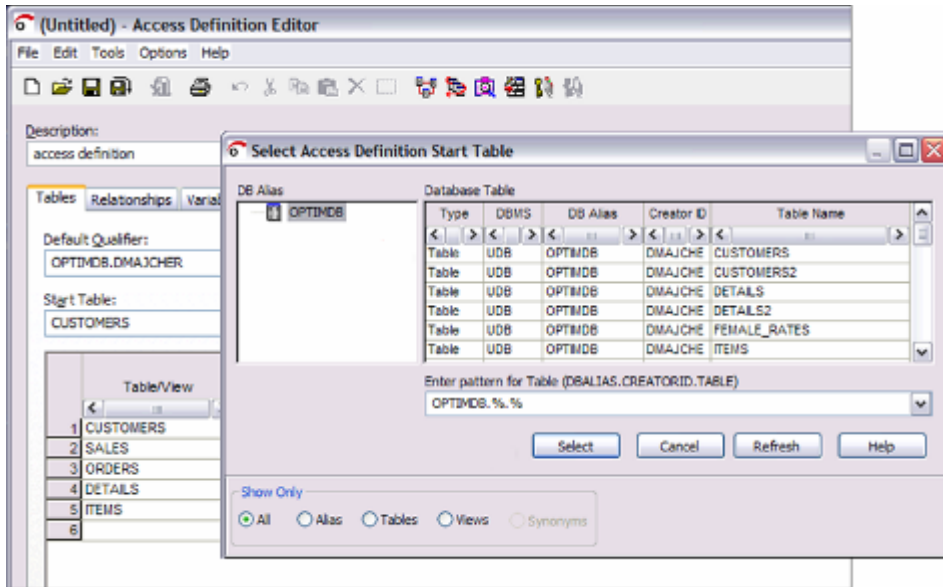 (Untitled) - Access Definition Editor
File Edit Tools Options Help
Description:
access definition
Tables Relationships Varial
Default Qualifier:
OPTIMDB.DMAJCHER
Start Table:
CUSTOMERS
Table/View
1 CUSTOMERS
2 SALES
3 ORDERS
4 DETAILS
5 ITEMS
6
Select Access Definition Start Table
DB Alias
OPTIMDB
Database Table
Type DBMS DB Alias Creator ID Table Name
Table UDB OPTIMDB DMAJCHE CUSTOMERS
Table UDB OPTIMDB DMAJCHE CUSTOMERS2
Table UDB OPTIMDB DMAJCHE DETAILS
Table UDB OPTIMDB DMAJCHE DETAILS2
Table UDB OPTIMDB DMAJCHE FEMALE_RATES
Table UDB OPTIMDB DMAJCHE ITEMS
Enter pattern for Table (DBALIAS.CREATORID.TABLE)
OPTIMDB.%.%
Select Cancel Refresh Help
Show Only
All Alias Tables Views Synonyms